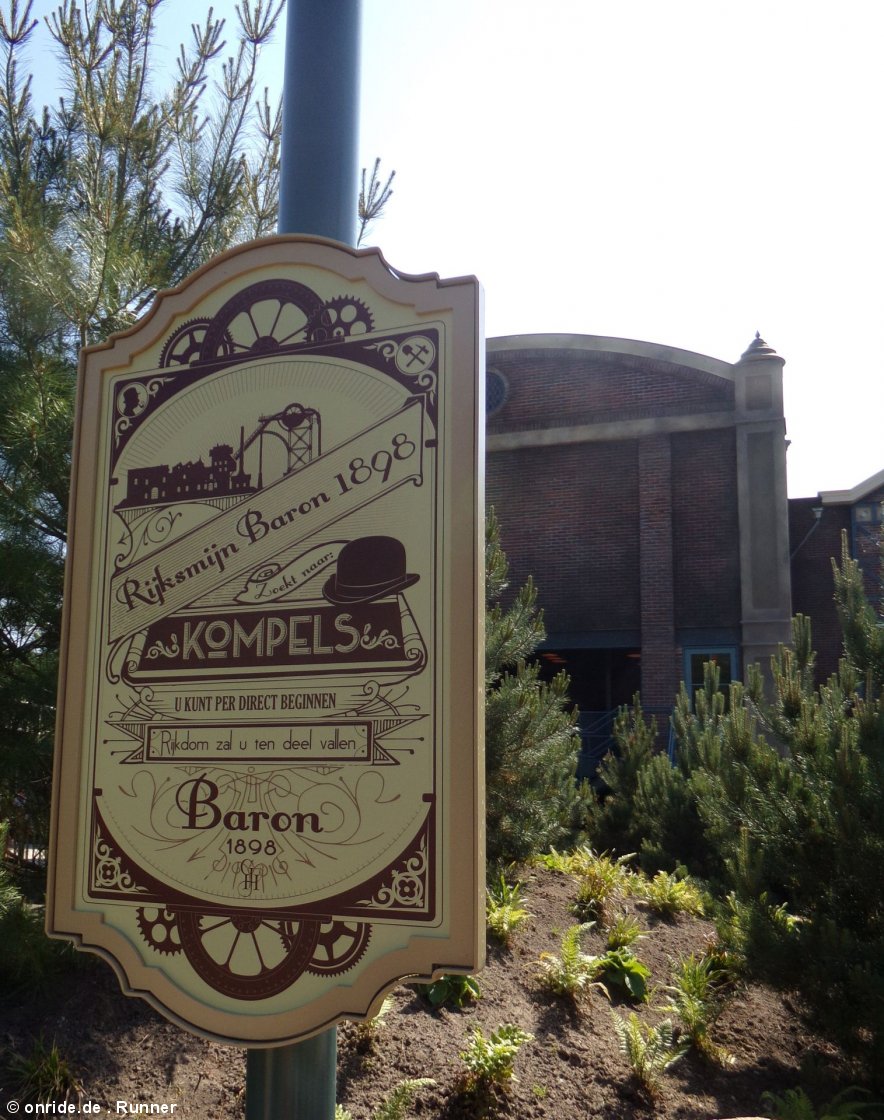 Rijksmijn Baron 1898
Zoekt naar:
KOMPELS
U KUNT PER DIRECT BEGINNEN
Rijkdom zal u ten deel vallen
Baron
1898
© onride.de . Runner